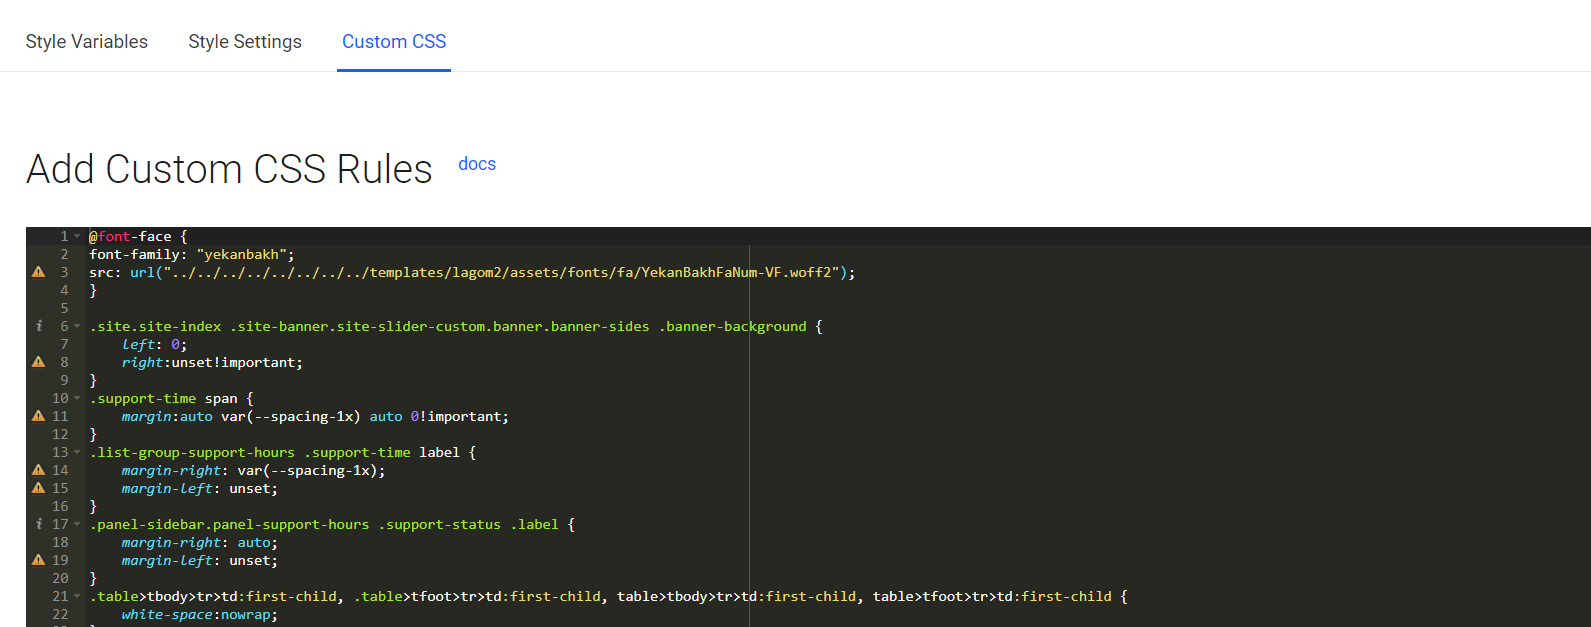 Style Variables Style Settings Custom CSS
Add Custom CSS Rules docs
1 @font-face {
2 font-family: "yekanbakh";
3 src: url("../../../../../../../../templates/lagom2/assets/fonts/fa/YekanBakhFaNum-VF.woff2");
4 }
5
6 .site.site-index .site-banner.site-slider-custom.banner.banner-sides .banner-background {
7 left: 0;
8 right:unset!important;
9 }
10 .support-time span {
11 margin:auto var(--spacing-1x) auto 0!important;
12 }
13 .list-group-support-hours .support-time label {
14 margin-right: var(--spacing-1x);
15 margin-left: unset;
16 }
17 .panel-sidebar.panel-support-hours .support-status .label {
18 margin-right: auto;
19 margin-left: unset;
20 }
21 .table>tbody>tr>td:first-child, .table>tfoot>tr>td:first-child, table>tbody>tr>td:first-child, table>tfoot>tr>td:first-child {
22 white-space:nowrap;